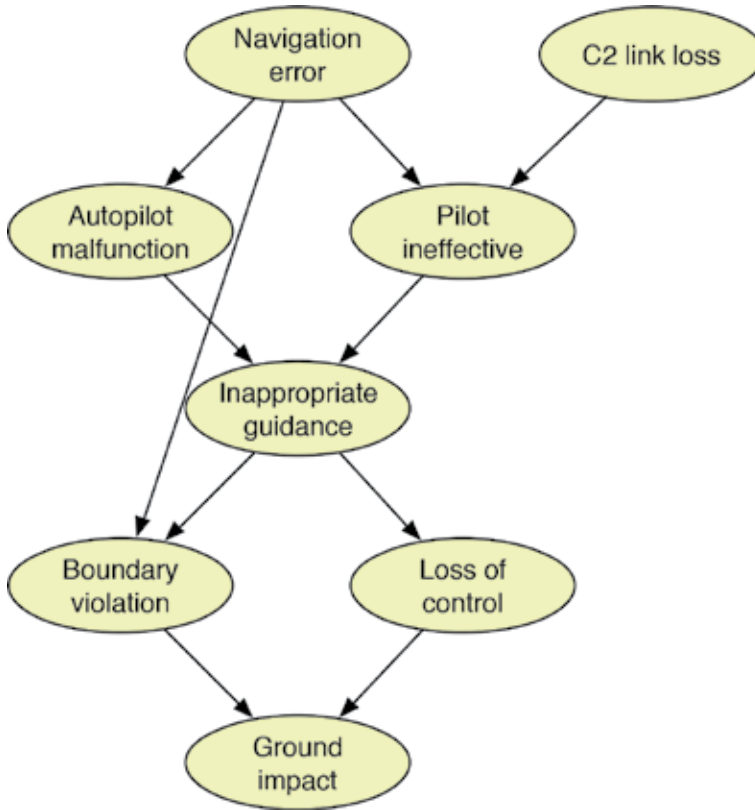 Navigation
error
C2 link loss
Autopilot
malfunction
Pilot
ineffective
Inappropriate
guidance
Boundary
violation
Loss of
control
Ground
impact